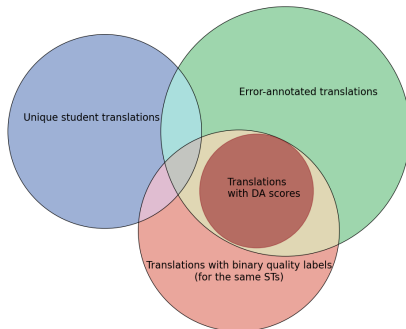 Error-annotated translations
Unique student translations
Translations
with DA scores
Translations with binary quality labels
(for the same STs)